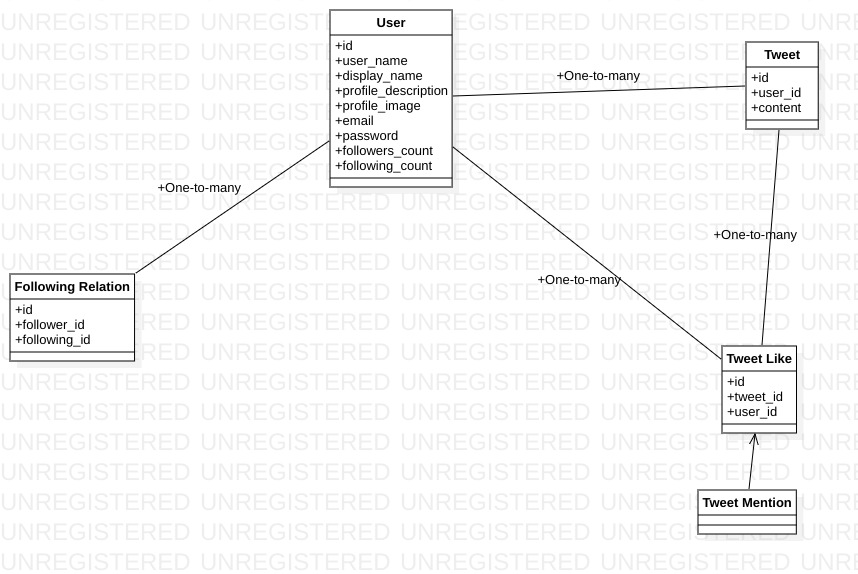 User
+id
+user_name
+display_name
+profile_description
+profile_image
+email
+password
+followers_count
+following_count
Tweet
+id
+user_id
+content
+One-to-many
+One-to-many
+One-to-many
+One-to-many
Following Relation
+id
+follower_id
+following_id
Tweet Like
+id
+tweet_id
+user_id
Tweet Mention
UNREGISTERED UNREGISTERED UNREGISTERED UNREGISTERED UNRE